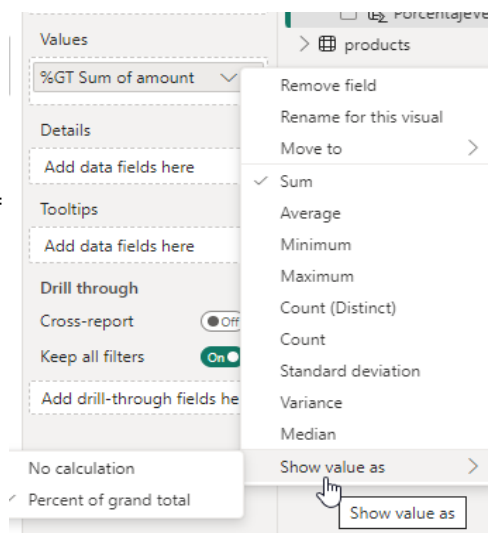 PorcentajeVe
products
Values
%GT Sum of amount
Details
Add data fields here
Tooltips
Add data fields here
Drill through
Cross-report
Off
Keep all filters
On
Add drill-through fields he
Remove field
Rename for this visual
Move to
Sum
Average
Minimum
Maximum
Count (Distinct)
Count
Standard deviation
Variance
Median
Show value as
No calculation
Percent of grand total
Show value as